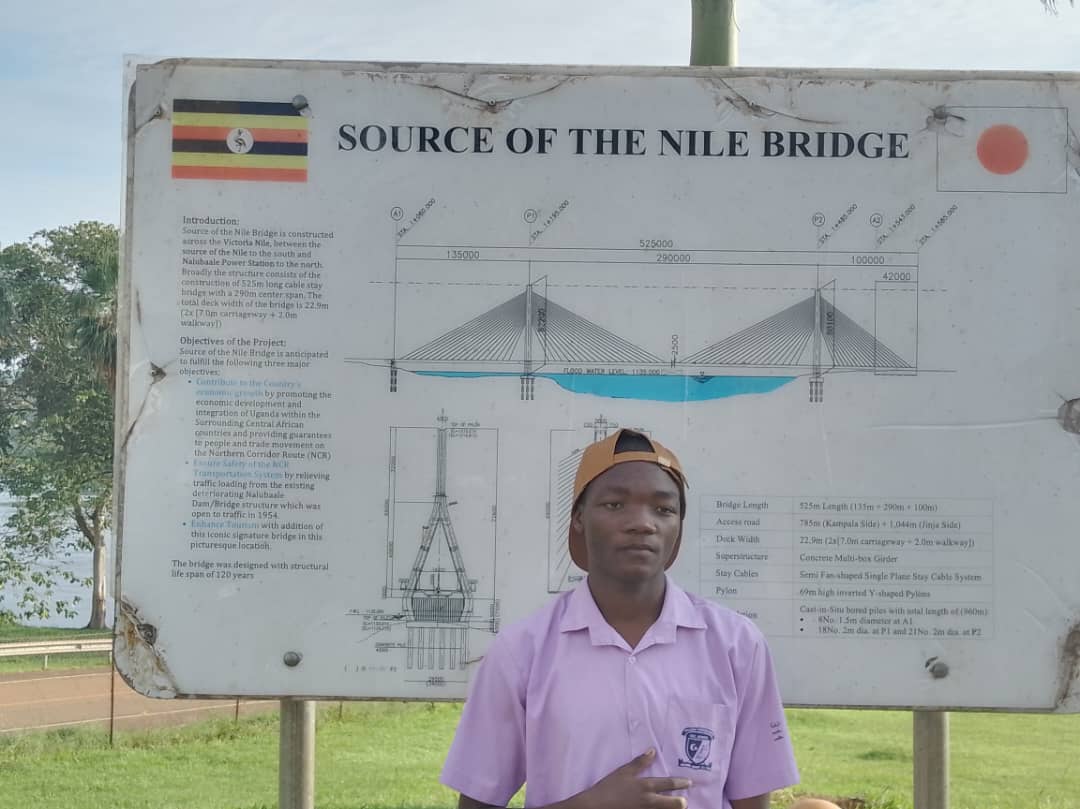 SOURCE OF THE NILE BRIDGE
Introduction:
Source of the Nile Bridge is constructed
across the Victoria Nile, between the
source of the Nile to the south and
Nalubaale Power Station to the north.
Broadly the structure consists of the
construction of 525m long cable stay
bridge with a 290m center span. The
total deck width of the bridge is 22.9m
(2x [7.0m carriageway + 2.0m
walkway])
Objectives of the Project:
Source of the Nile Bridge is anticipated
to fulfill the following three major
objectives;
• Contribute to the Country's
economic growth by promoting the
economic development and
integration of Uganda within the
Surrounding Central African
countries and providing guarantees
to people and trade movement on
the Northern Corridor Route (NCR)
• Ensure Safety of the NCR
Transportation System by relieving
traffic loading from the existing
deteriorating Nalubaale
Dam/Bridge structure which was
open to traffic in 1954.
• Enhance Tourism with addition of
this iconic signature bridge in this
picturesque location.
The bridge was designed with structural
life span of 120 years
A1
P1
P2
A2
525000
135000
290000
100000
42000
2500
FLOOD WATER LEVEL
Bridge Length 525m Length (135m + 290m + 100m)
Access road 785m (Kampala Side) + 1,044m (Jinja Side)
Deck Width 22.9m (2x[7.0m carriageway + 2.0m walkway])
Superstructure Concrete Multi-box Girder
Stay Cables Semi Fan-shaped Single Plane Stay Cable System
Pylon 69m high inverted Y-shaped Pylons
Cast-in-Situ bored piles with total length of (960m):
• 8No. 1.5m diameter at A1
• 18No. 2m dia. at P1 and 21No. 2m dia. at P2